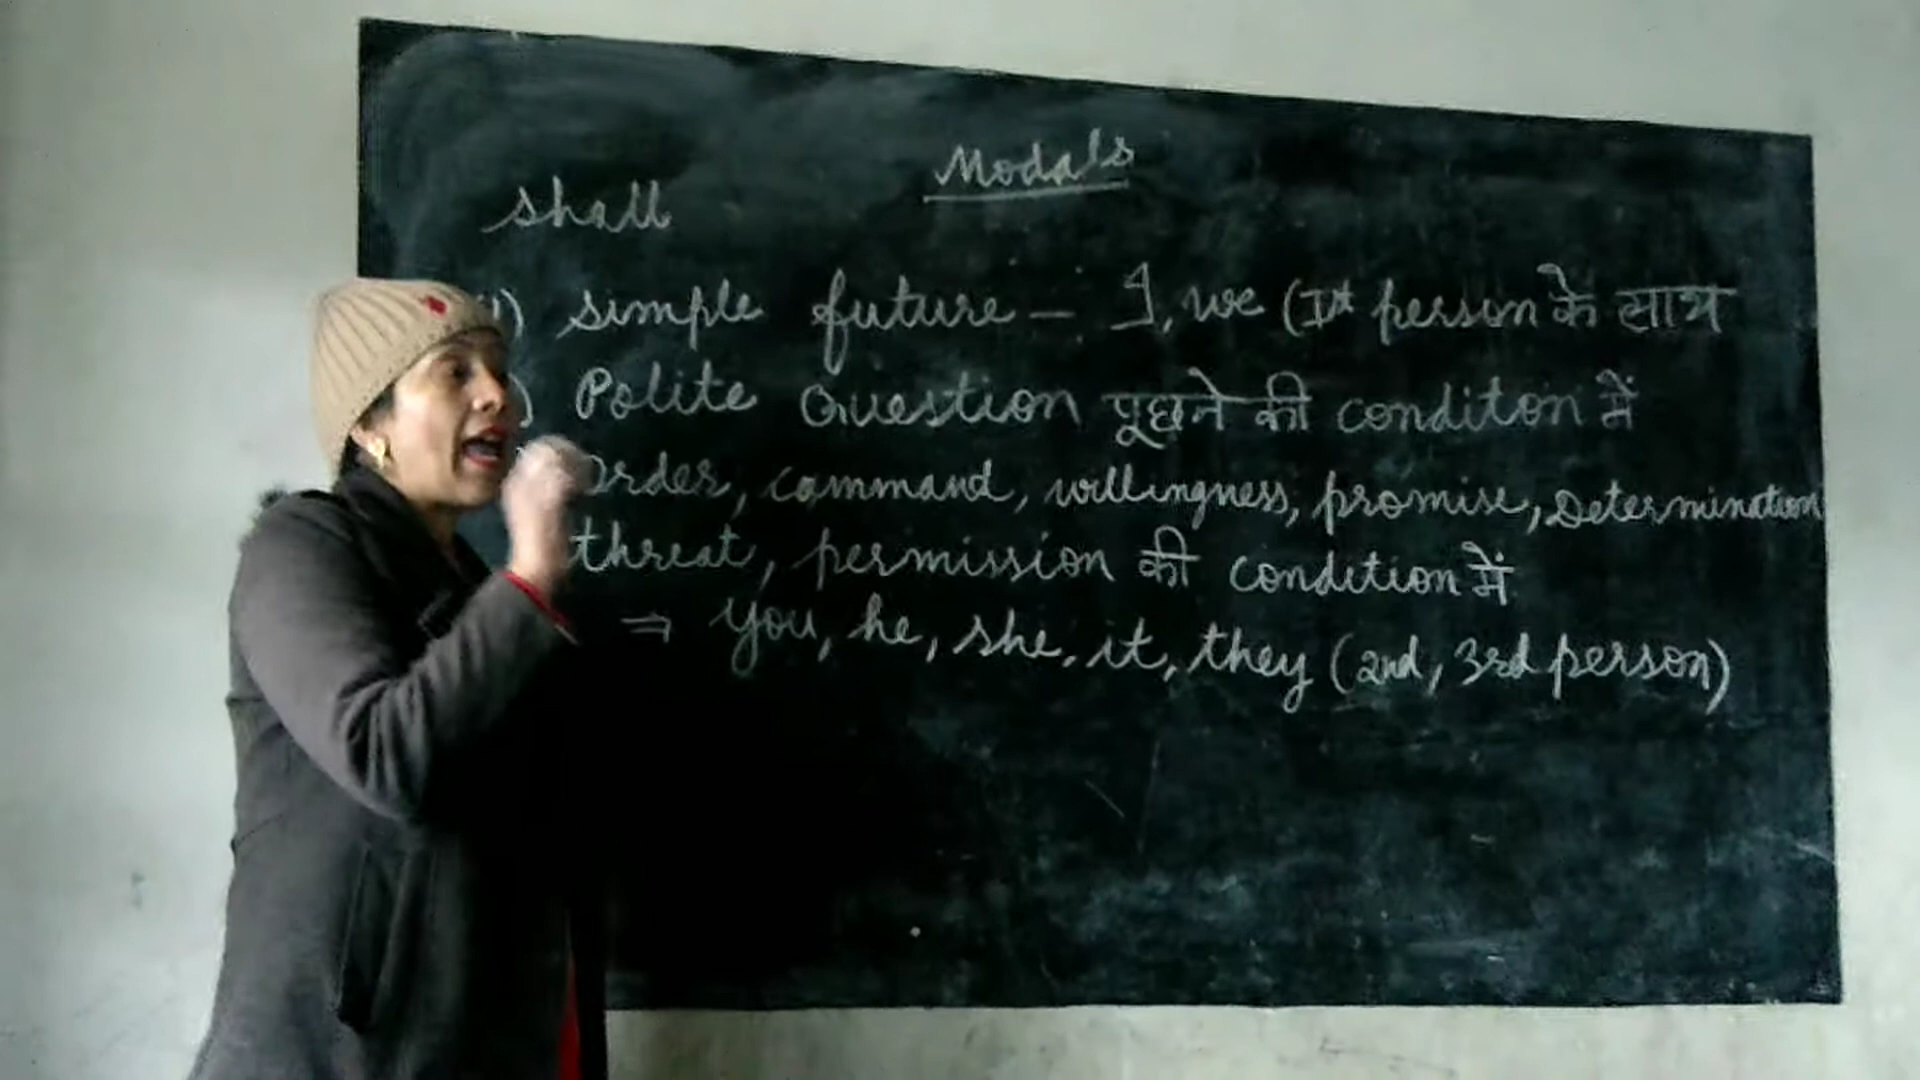 Modals
shall
1) simple future – I, we (Ist person के साथ
) Polite Question पूछने की conditon में
order, command, willingness, promise, Determination
threat, permission की condition में
⇒ you, he, she, it, they (2nd, 3rd person)